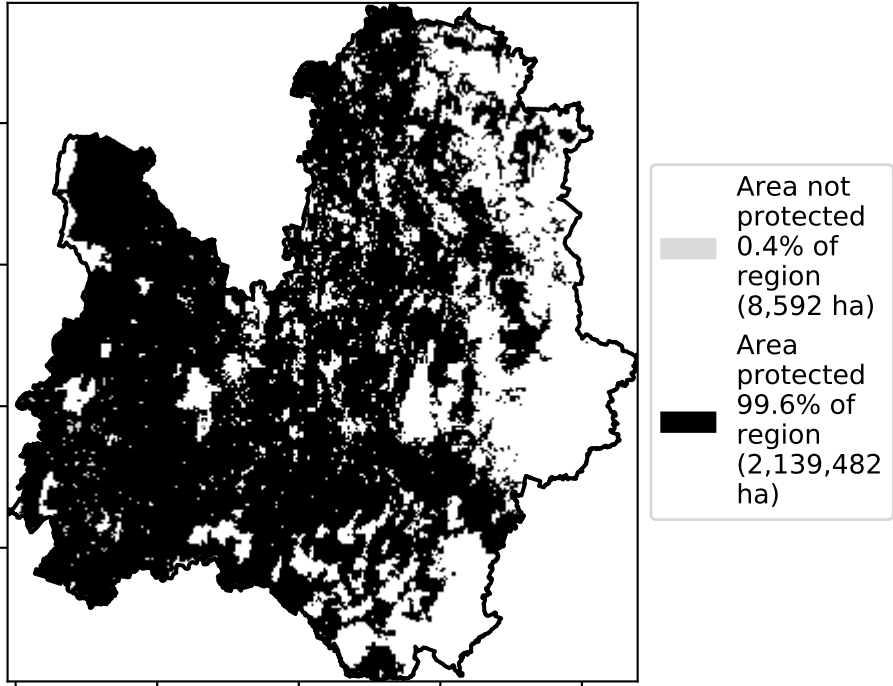 Area not
protected
0.4% of
region
(8,592 ha)
Area
protected
99.6% of
region
(2,139,482
ha)